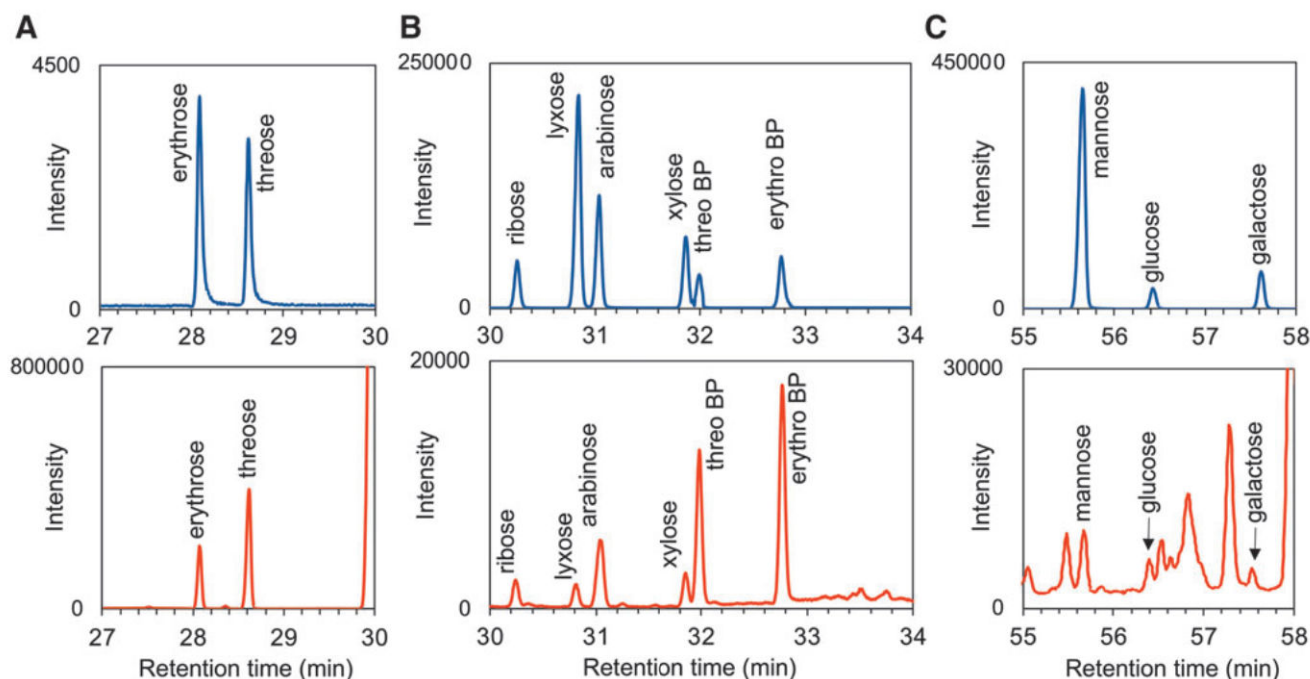 A
4500
Intensity
0
erythrose
threose
27 28 29 30
B
250000
Intensity
0
ribose
lyxose
arabinose
xylose
threo BP
erythro BP
30 31 32 33 34
C
450000
Intensity
0
mannose
glucose
galactose
55 56 57 58
800000
Intensity
0
erythrose
threose
27 28 29 30
Retention time (min)
20000
Intensity
0
ribose
lyxose
arabinose
xylose
threo BP
erythro BP
30 31 32 33 34
Retention time (min)
30000
Intensity
0
mannose
glucose
galactose
55 56 57 58
Retention time (min)